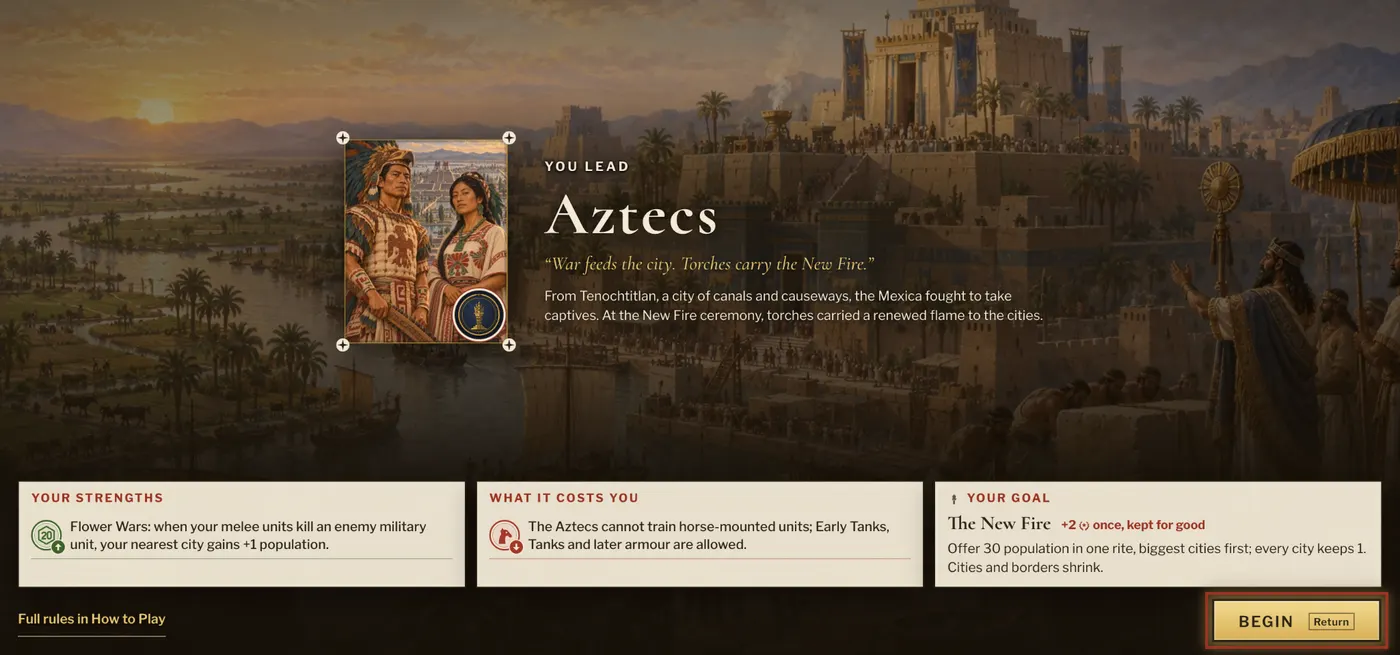 YOU LEAD
Aztecs
“War feeds the city. Torches carry the New Fire.”
From Tenochtitlan, a city of canals and causeways, the Mexica fought to take
captives. At the New Fire ceremony, torches carried a renewed flame to the cities.
YOUR STRENGTHS
20
Flower Wars: when your melee units kill an enemy military
unit, your nearest city gains +1 population.
WHAT IT COSTS YOU
The Aztecs cannot train horse-mounted units; Early Tanks,
Tanks and later armour are allowed.
YOUR GOAL
The New Fire +2 once, kept for good
Offer 30 population in one rite, biggest cities first; every city keeps 1.
Cities and borders shrink.
Full rules in How to Play
BEGIN Return